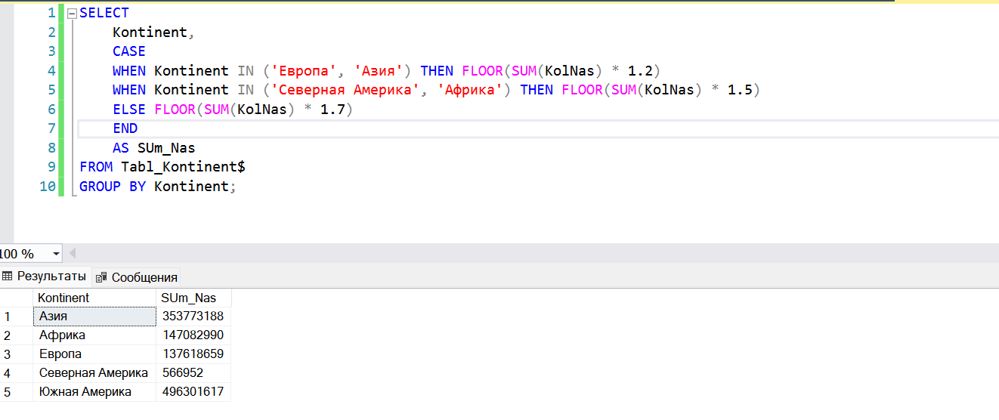 1 SELECT
2 Kontinent,
3 CASE
4 WHEN Kontinent IN ('Европа', 'Азия') THEN FLOOR(SUM(KolNas) * 1.2)
5 WHEN Kontinent IN ('Северная Америка', 'Африка') THEN FLOOR(SUM(KolNas) * 1.5)
6 ELSE FLOOR(SUM(KolNas) * 1.7)
7 END
8 AS SUm_Nas
9 FROM Tabl_Kontinent$
10 GROUP BY Kontinent;
100 %
Результаты Сообщения
Kontinent SUm_Nas
1 Азия 353773188
2 Африка 147082990
3 Европа 137618659
4 Северная Америка 566952
5 Южная Америка 496301617